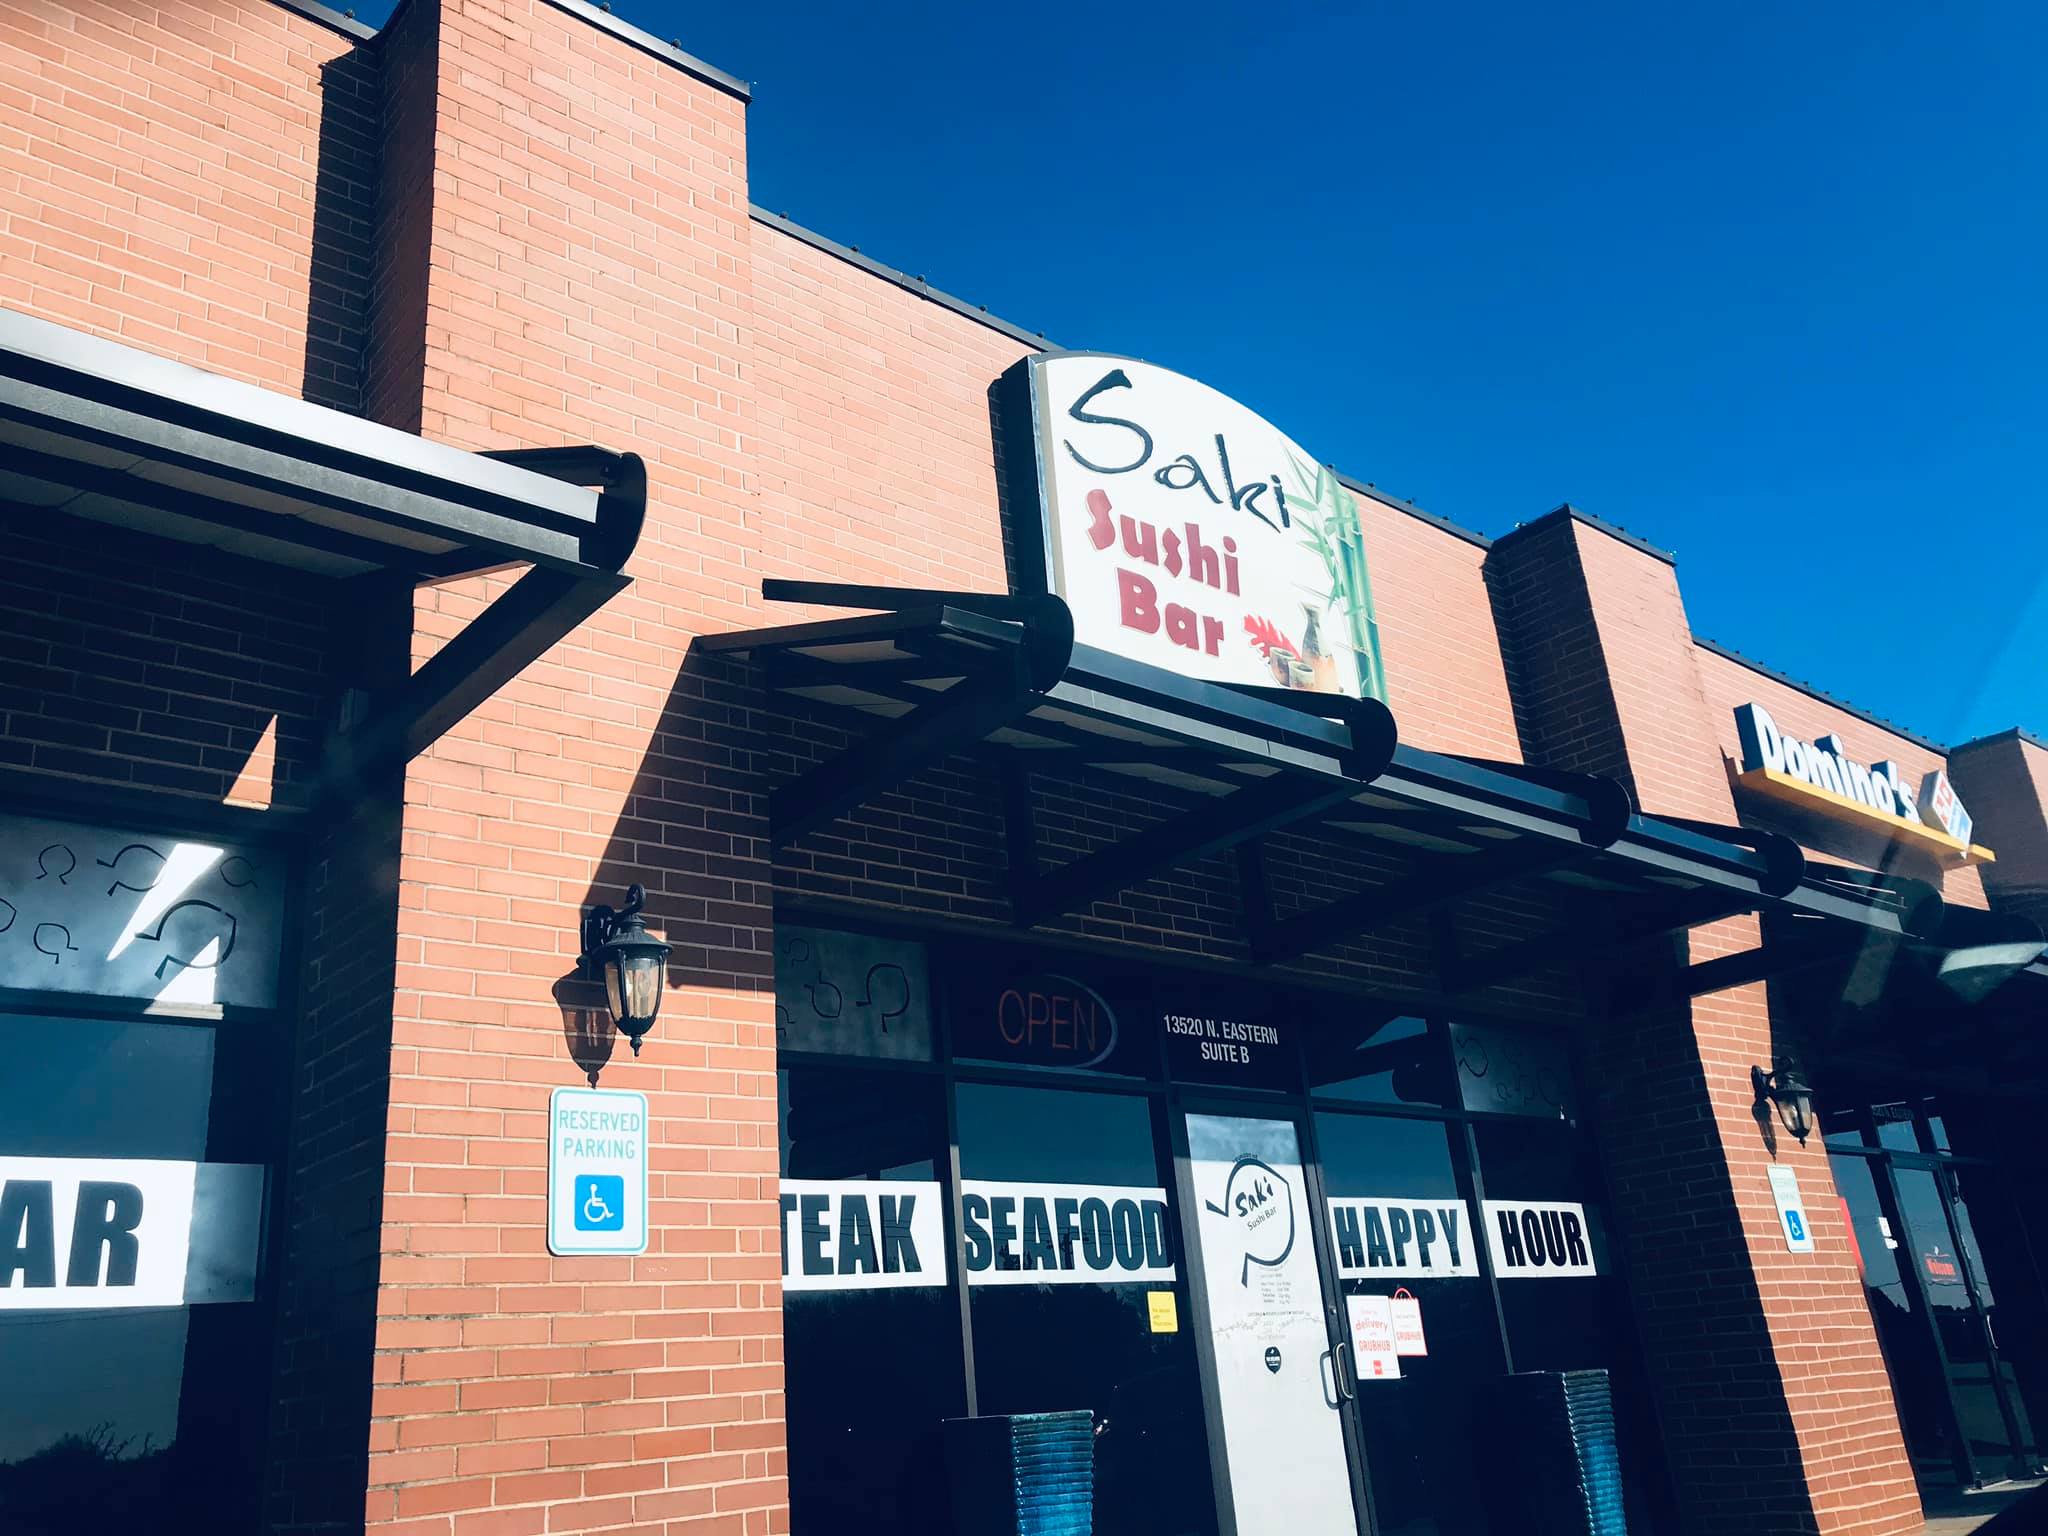 Saki
Sushi
Bar
Domino's
OPEN
13520 N. EASTERN
SUITE B
RESERVED
PARKING
AR
TEAK
SEAFOOD
HAPPY
HOUR
Saki
Sushi Bar
delivery
GRUBHUB
GRUBHUB